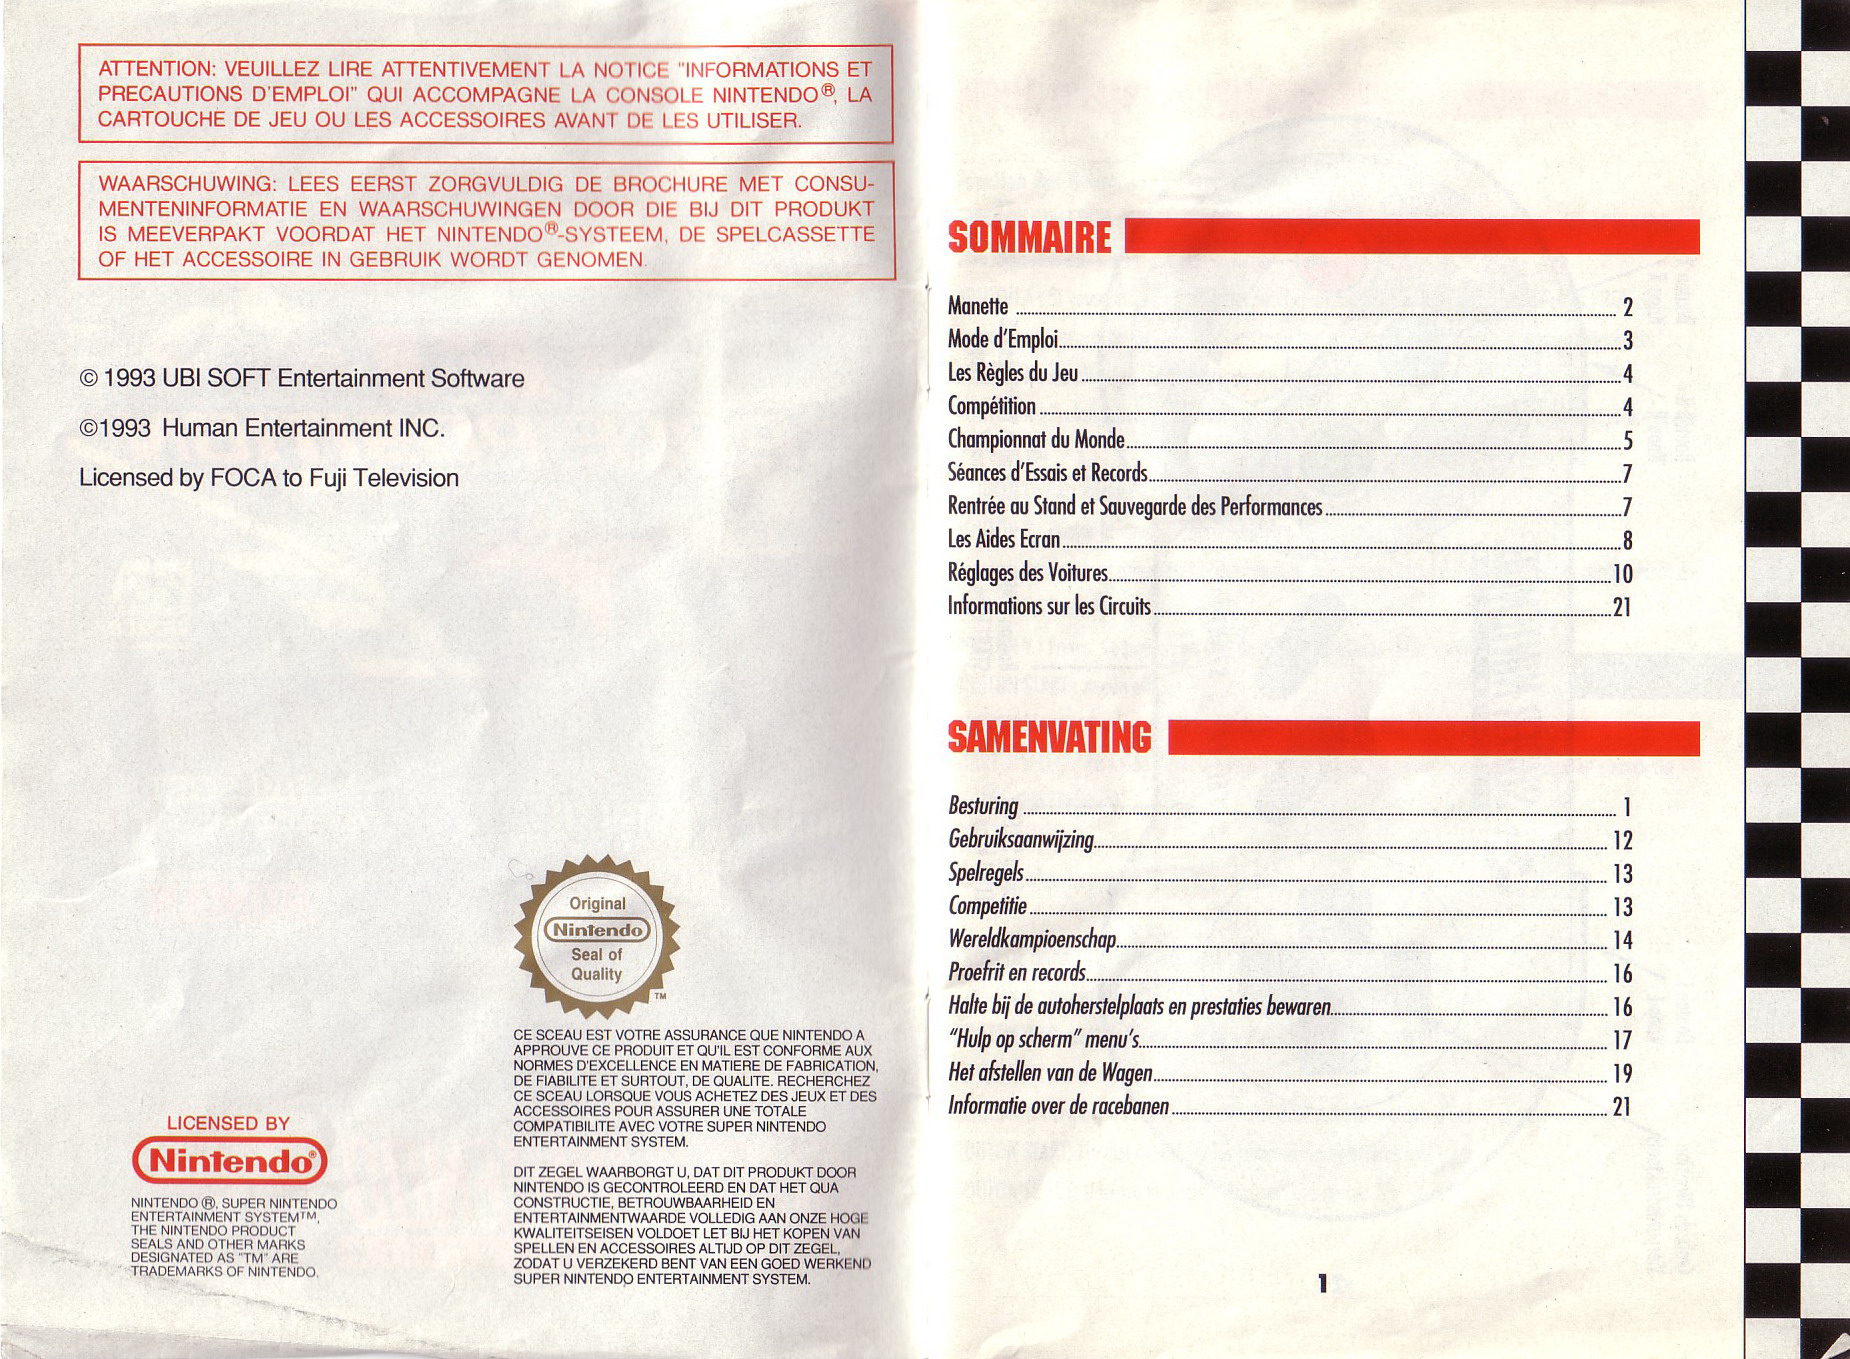 ATTENTION: VEUILLEZ LIRE ATTENTIVEMENT LA NOTICE "INFORMATIONS ET
PRECAUTIONS D'EMPLOI" QUI ACCOMPAGNE LA CONSOLE NINTENDO®, LA
CARTOUCHE DE JEU OU LES ACCESSOIRES AVANT DE LES UTILISER.
WAARSCHUWING: LEES EERST ZORGVULDIG DE BROCHURE MET CONSU-
MENTENINFORMATIE EN WAARSCHUWINGEN DOOR DIE BIJ DIT PRODUKT
IS MEEVERPAKT VOORDAT HET NINTENDO®-SYSTEEM, DE SPELCASSETTE
OF HET ACCESSOIRE IN GEBRUIK WORDT GENOMEN.
© 1993 UBI SOFT Entertainment Software
©1993 Human Entertainment INC.
Licensed by FOCA to Fuji Television
Original
Nintendo
Seal of
Quality
TM
CE SCEAU EST VOTRE ASSURANCE QUE NINTENDO A
APPROUVE CE PRODUIT ET QU'IL EST CONFORME AUX
NORMES D'EXCELLENCE EN MATIERE DE FABRICATION,
DE FIABILITE ET SURTOUT, DE QUALITE. RECHERCHEZ
CE SCEAU LORSQUE VOUS ACHETEZ DES JEUX ET DES
ACCESSOIRES POUR ASSURER UNE TOTALE
COMPATIBILITE AVEC VOTRE SUPER NINTENDO
ENTERTAINMENT SYSTEM.
DIT ZEGEL WAARBORGT U, DAT DIT PRODUKT DOOR
NINTENDO IS GECONTROLEERD EN DAT HET QUA
CONSTRUCTIE, BETROUWBAARHEID EN
ENTERTAINMENTWAARDE VOLLEDIG AAN ONZE HOGE
KWALITEITSEISEN VOLDOET LET BIJ HET KOPEN VAN
SPELLEN EN ACCESSOIRES ALTIJD OP DIT ZEGEL,
ZODAT U VERZEKERD BENT VAN EEN GOED WERKEND
SUPER NINTENDO ENTERTAINMENT SYSTEM.
LICENSED BY
Nintendo®
NINTENDO ®, SUPER NINTENDO
ENTERTAINMENT SYSTEM™,
THE NINTENDO PRODUCT
SEALS AND OTHER MARKS
DESIGNATED AS "TM" ARE
TRADEMARKS OF NINTENDO.
SOMMAIRE
Manette 2
Mode d'Emploi 3
Les Règles du Jeu 4
Compétition 4
Championnat du Monde 5
Séances d'Essais et Records 7
Rentrée au Stand et Sauvegarde des Performances 7
Les Aides Ecran 8
Réglages des Voitures 10
Informations sur les Circuits 21
SAMENVATING
Besturing 1
Gebruiksaanwijzing 12
Spelregels 13
Competitie 13
Wereldkampioenschap 14
Proefrit en records 16
Halte bij de autoherstelplaats en prestaties bewaren 16
"Hulp op scherm" menu's 17
Het afstellen van de Wagen 19
Informatie over de racebanen 21
1